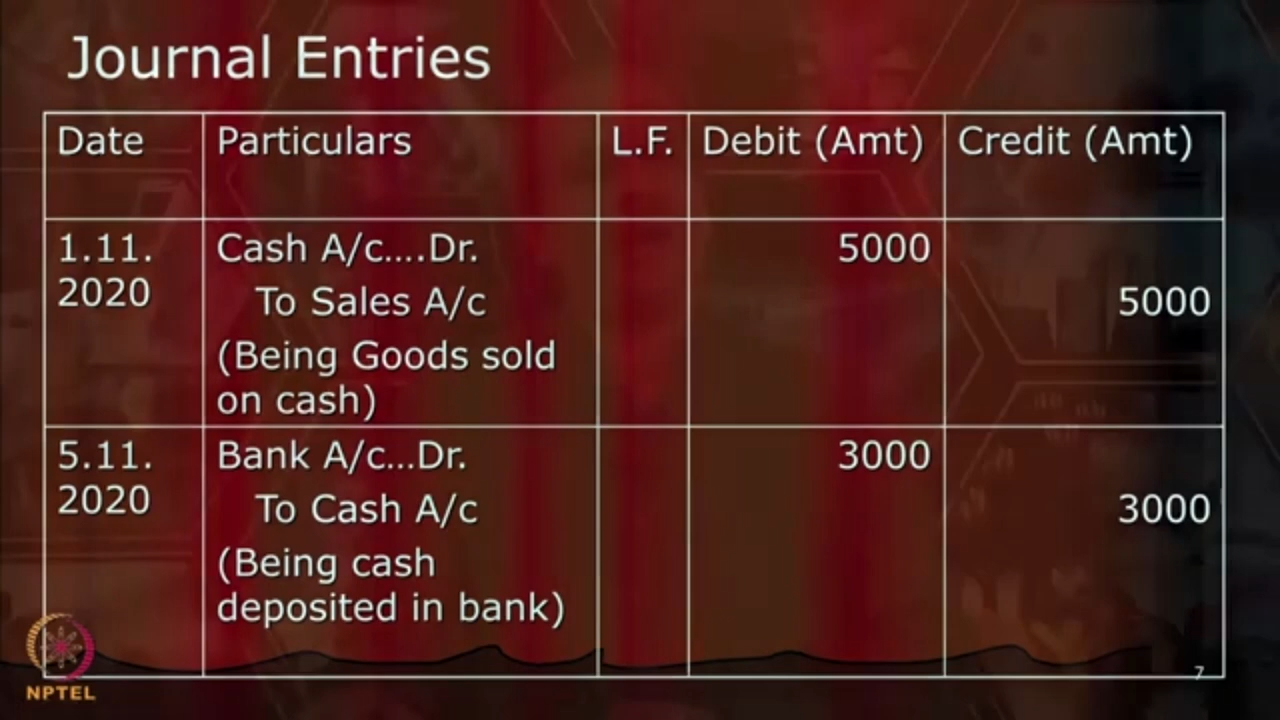 Journal Entries
Date Particulars L.F. Debit (Amt) Credit (Amt)
1.11. Cash A/c....Dr. 5000
2020
To Sales A/c 5000
(Being Goods sold
on cash)
5.11. Bank A/c...Dr. 3000
2020
To Cash A/c 3000
(Being cash
deposited in bank)
7
NPTEL